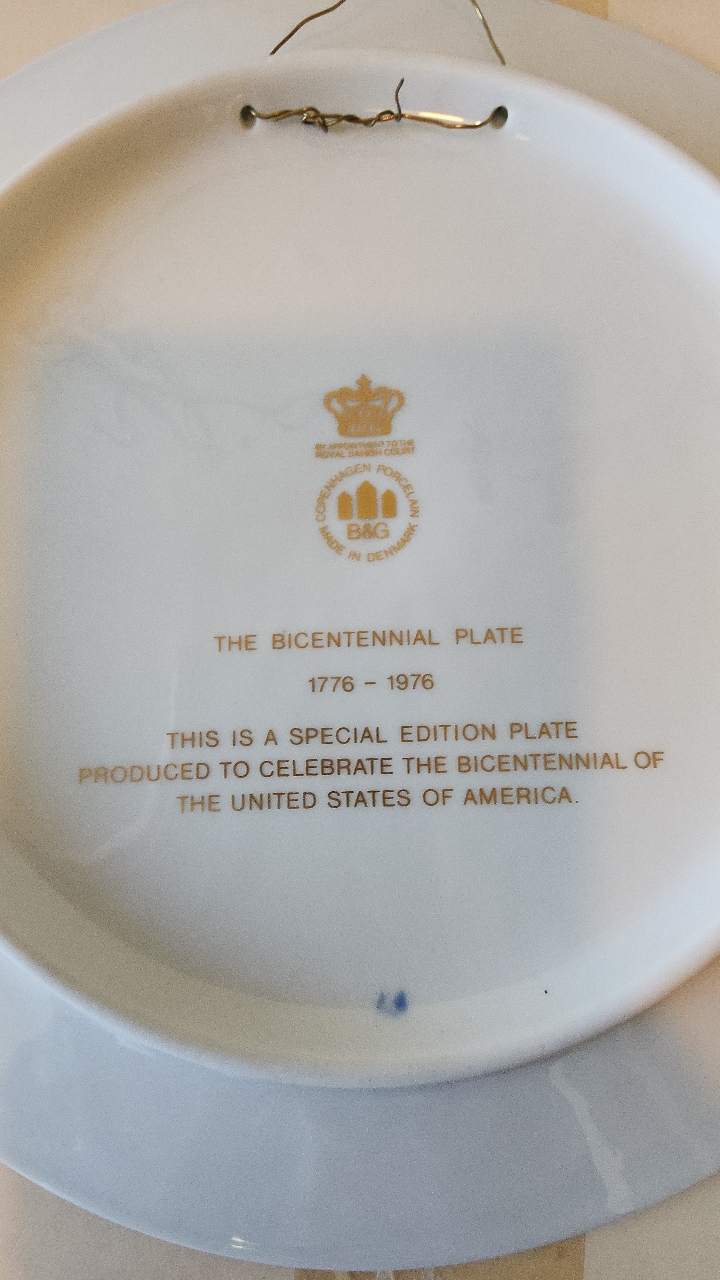 BY APPOINTMENT TO THE
ROYAL DANISH COURT
COPENHAGEN PORCELAIN
B&G
MADE IN DENMARK
THE BICENTENNIAL PLATE
1776 – 1976
THIS IS A SPECIAL EDITION PLATE
PRODUCED TO CELEBRATE THE BICENTENNIAL OF
THE UNITED STATES OF AMERICA.